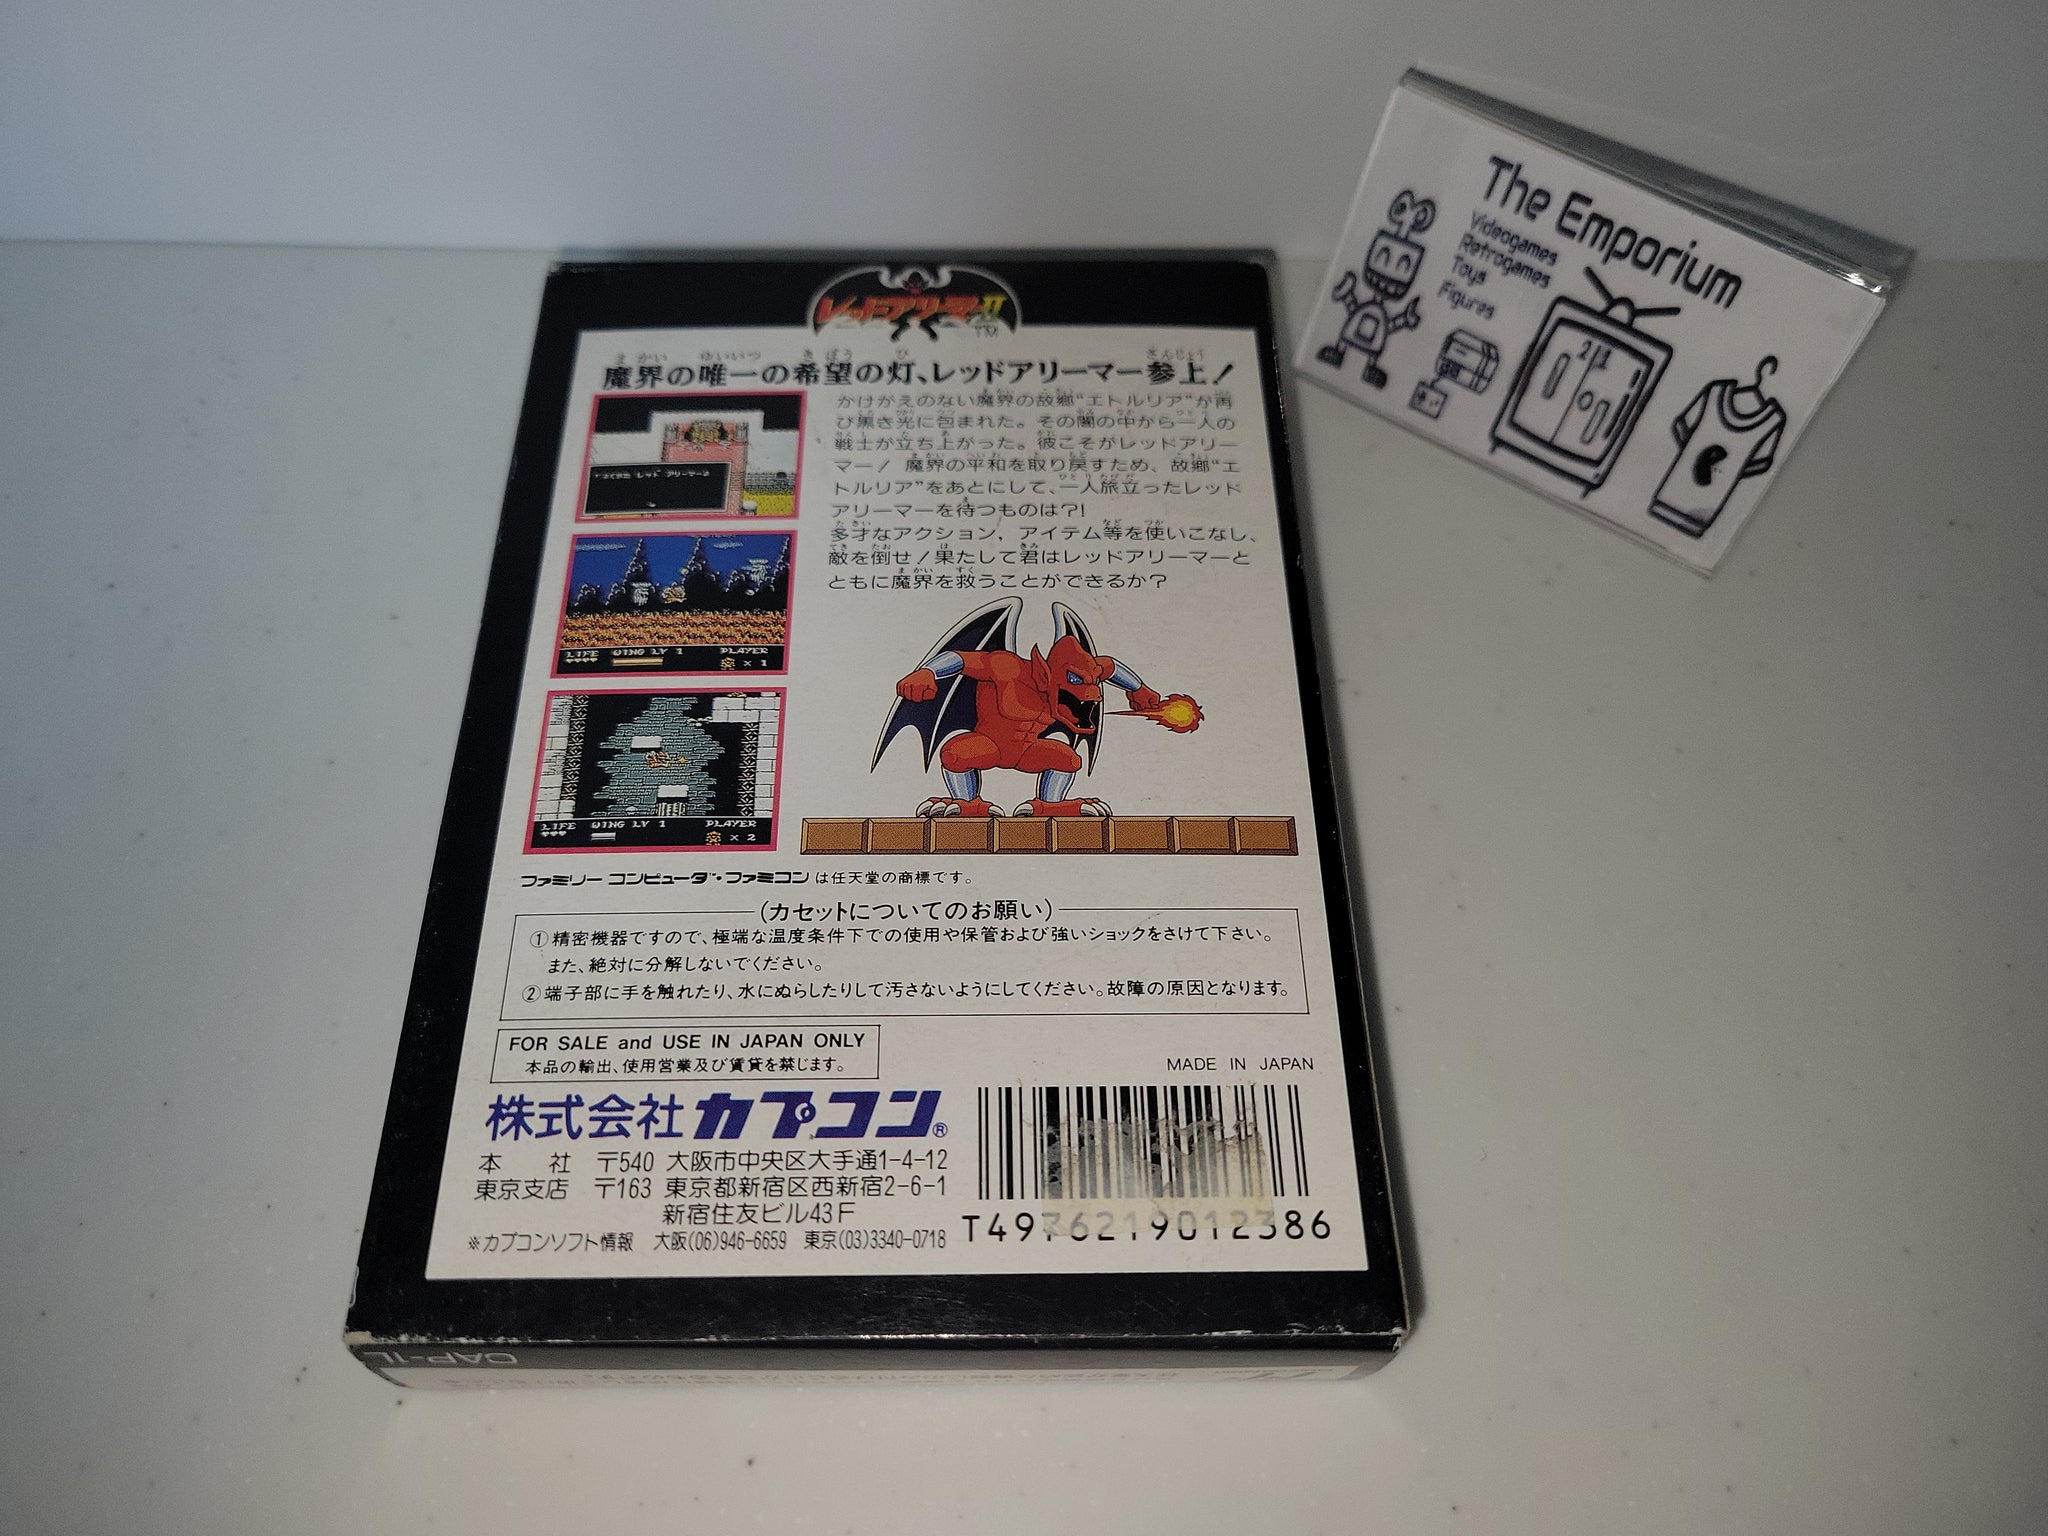 The Emporium
Videogames
Retrogames
Toys
Figures
レッドアリーマーII
TM
魔界の唯一の希望の灯、レッドアリーマー参上！
かけがえのない魔界の故郷“エトルリア”が再
び黒き光に包まれた。その闇の中から一人の
戦士が立ち上がった。彼こそがレッドアリー
マー！ 魔界の平和を取り戻すため、故郷“エ
トルリア”をあとにして、一人旅立ったレッド
アリーマーを待つものは?!
多才なアクション，アイテム等を使いこなし、
敵を倒せ！果たして君はレッドアリーマーと
ともに魔界を救うことができるか？
LIFE WING LV 1 PLAYER
× 1
LIFE WING LV 1 PLAYER
× 2
ファミリーコンピュータ・ファミコンは任天堂の商標です。
(カセットについてのお願い)
①精密機器ですので、極端な温度条件下での使用や保管および強いショックをさけて下さい。
また、絶対に分解しないでください。
②端子部に手を触れたり、水にぬらしたりして汚さないようにしてください。故障の原因となります。
FOR SALE and USE IN JAPAN ONLY
本品の輸出、使用営業及び賃貸を禁じます。
MADE IN JAPAN
株式会社カプコン®
本 社 〒540 大阪市中央区大手通1-4-12
東京支店 〒163 東京都新宿区西新宿2-6-1
新宿住友ビル43F
※カプコンソフト情報 大阪(06)946-6659 東京(03)3340-0718
T4976219012386
CAP-1L